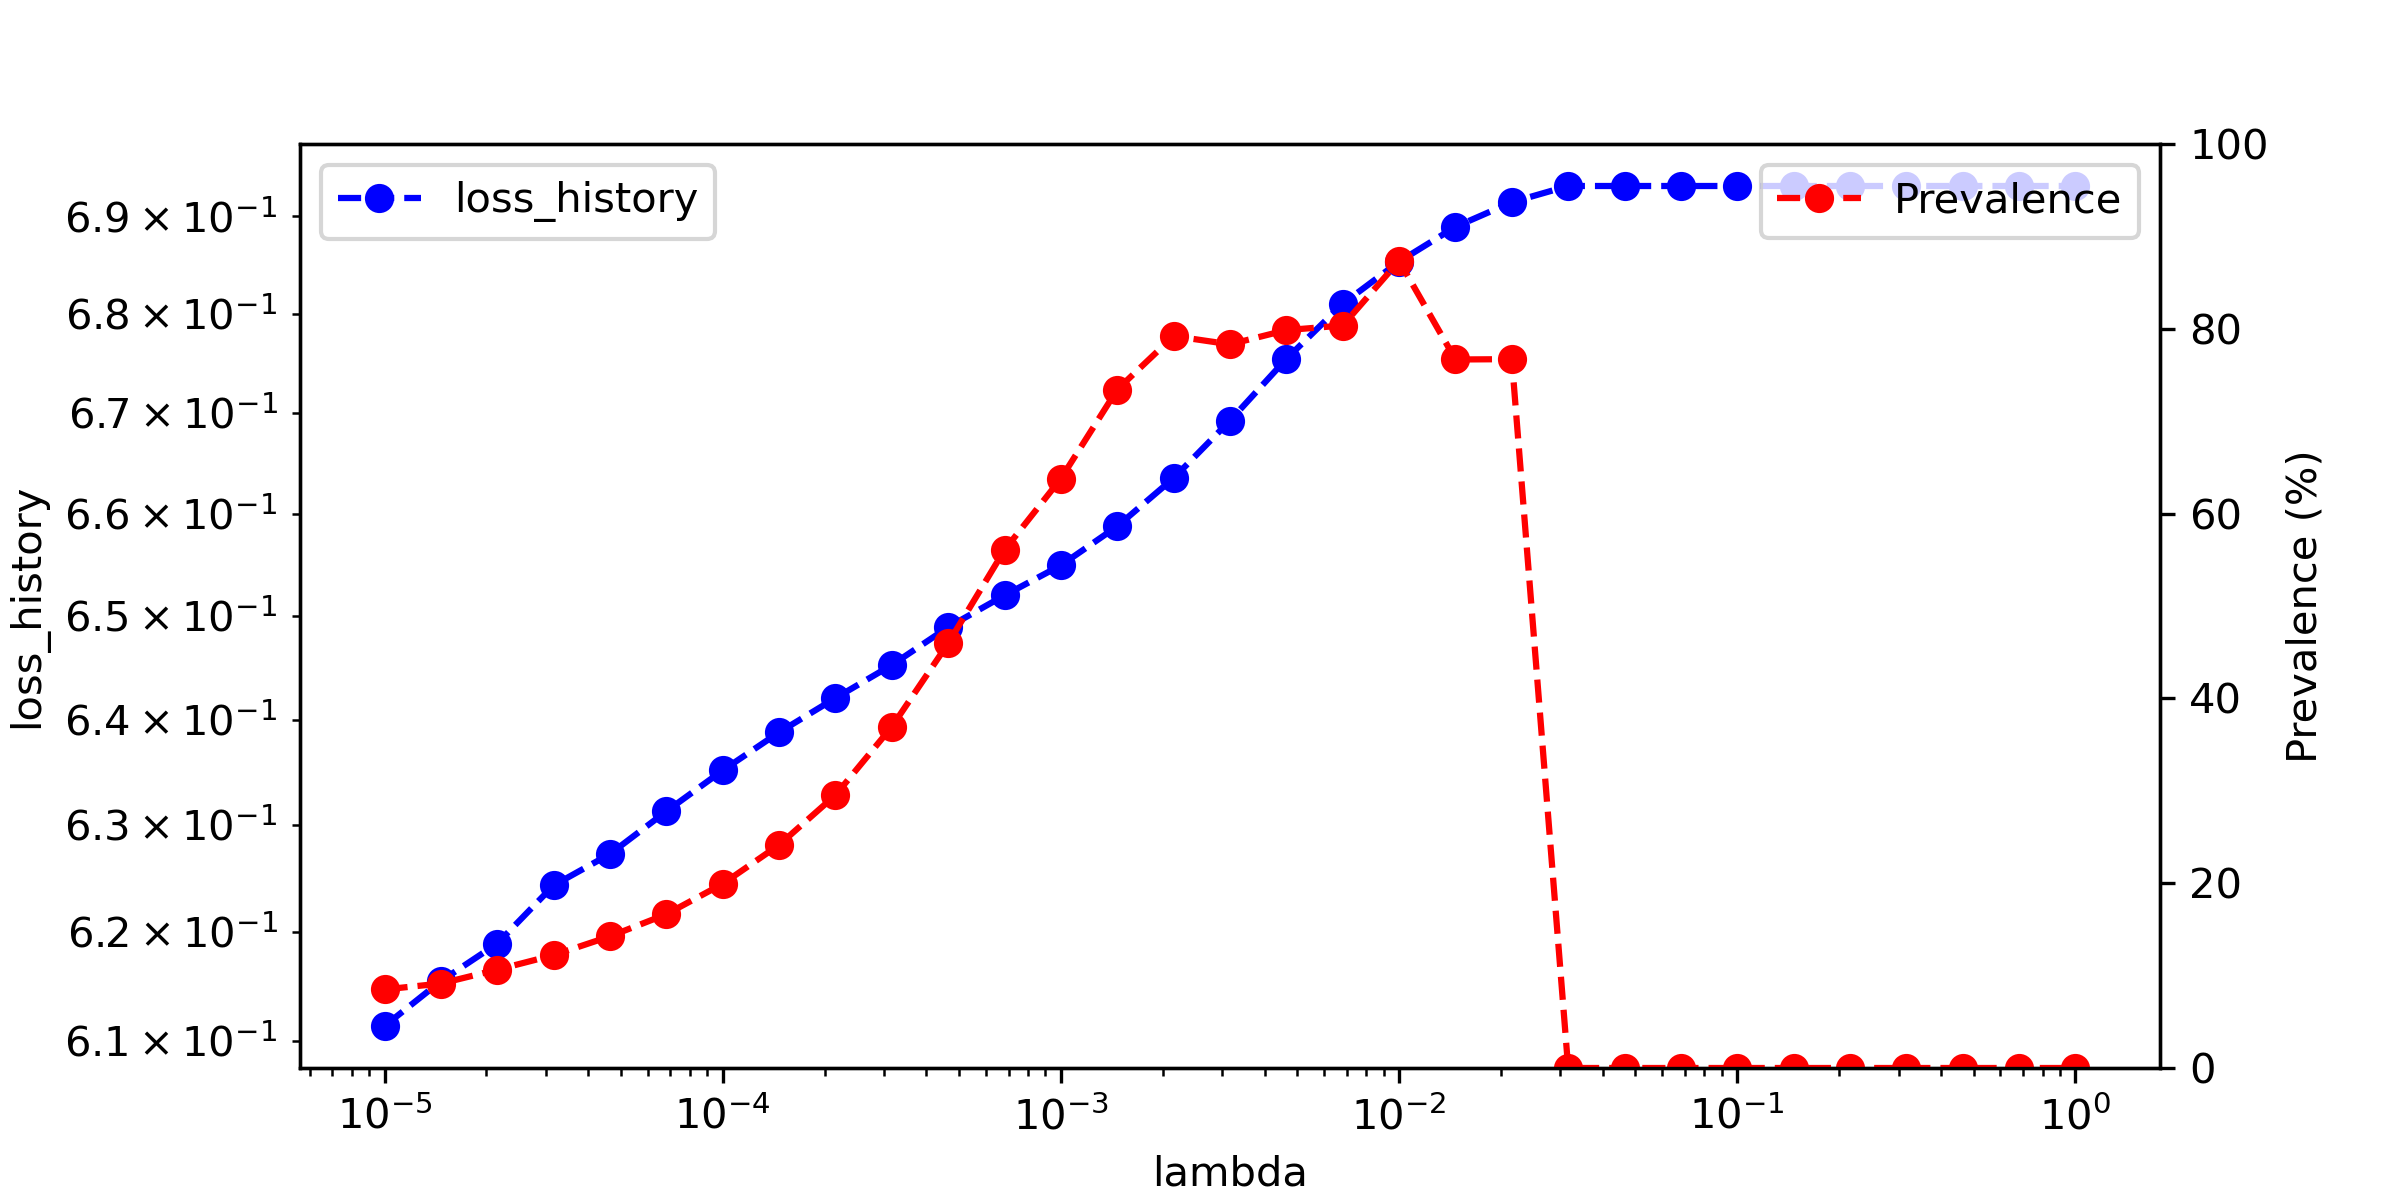 loss_history
Prevalence
6.9 × 10⁻¹
6.8 × 10⁻¹
6.7 × 10⁻¹
6.6 × 10⁻¹
6.5 × 10⁻¹
6.4 × 10⁻¹
6.3 × 10⁻¹
6.2 × 10⁻¹
6.1 × 10⁻¹
loss_history
100
80
60
40
20
0
Prevalence (%)
10⁻⁵ 10⁻⁴ 10⁻³ 10⁻² 10⁻¹ 10⁰
lambda